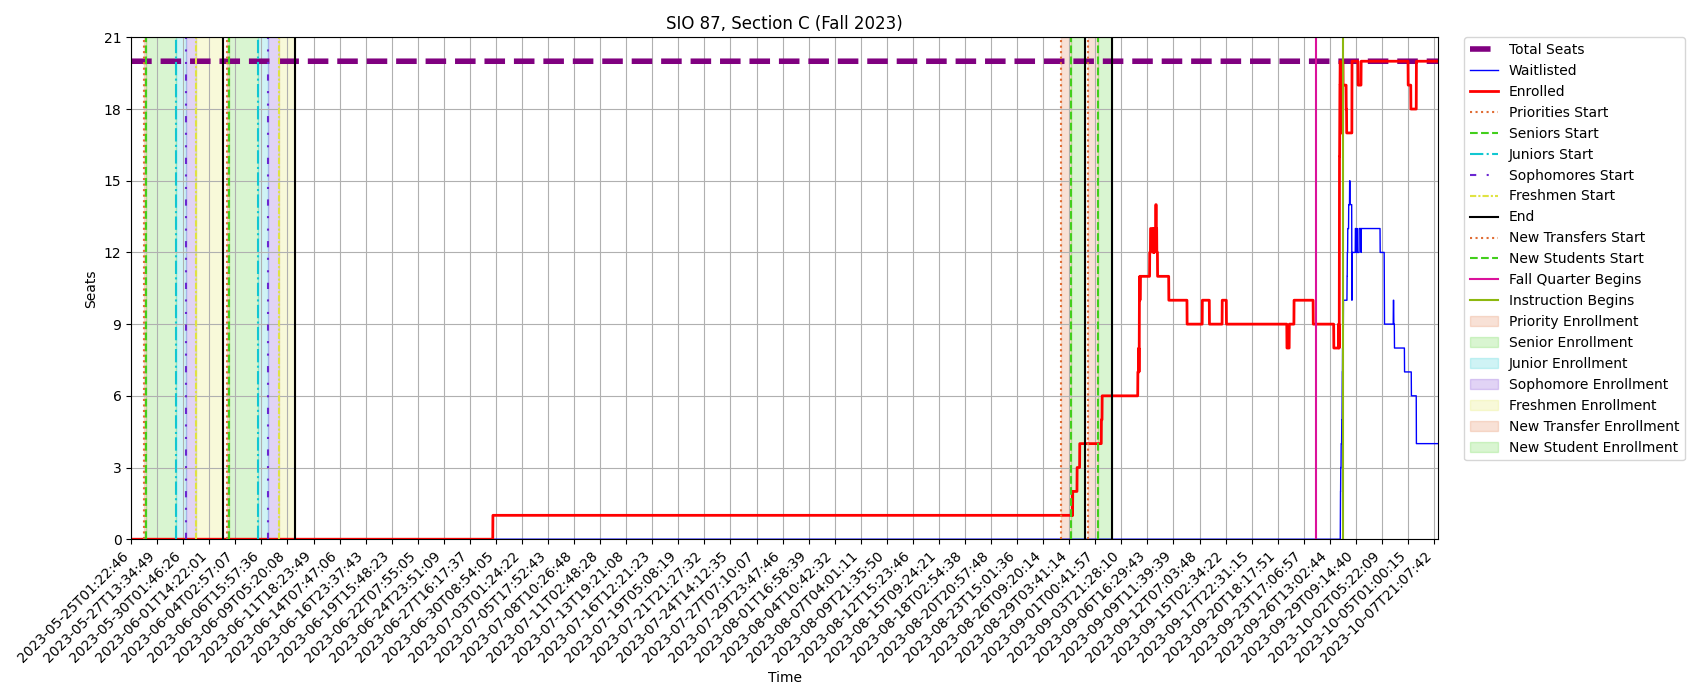 SIO 87, Section C (Fall 2023)
21
18
15
12
9
6
3
0
Seats
2023-05-25T01:22:46
2023-05-27T13:34:49
2023-05-30T01:46:26
2023-06-01T14:22:01
2023-06-04T02:57:07
2023-06-06T15:57:36
2023-06-09T05:20:08
2023-06-11T18:23:49
2023-06-14T07:47:06
2023-06-16T23:37:43
2023-06-19T15:48:23
2023-06-22T07:55:05
2023-06-24T23:51:09
2023-06-27T16:17:37
2023-06-30T08:54:05
2023-07-03T01:24:22
2023-07-05T17:52:43
2023-07-08T10:26:48
2023-07-11T02:48:28
2023-07-13T19:21:08
2023-07-16T12:21:23
2023-07-19T05:08:19
2023-07-21T21:27:32
2023-07-24T14:12:35
2023-07-27T07:10:07
2023-07-29T23:47:46
2023-08-01T16:58:39
2023-08-04T10:42:32
2023-08-07T04:01:11
2023-08-09T21:35:50
2023-08-12T15:23:46
2023-08-15T09:24:21
2023-08-18T02:54:38
2023-08-20T20:57:48
2023-08-23T15:01:36
2023-08-26T09:20:14
2023-08-29T03:41:14
2023-09-01T00:41:57
2023-09-03T21:28:10
2023-09-06T16:29:43
2023-09-09T11:39:39
2023-09-12T07:03:48
2023-09-15T02:34:22
2023-09-17T22:31:15
2023-09-20T18:17:51
2023-09-23T17:06:57
2023-09-26T13:02:44
2023-09-29T09:14:40
2023-10-02T05:22:09
2023-10-05T01:00:15
2023-10-07T21:07:42
Time
Total Seats
Waitlisted
Enrolled
Priorities Start
Seniors Start
Juniors Start
Sophomores Start
Freshmen Start
End
New Transfers Start
New Students Start
Fall Quarter Begins
Instruction Begins
Priority Enrollment
Senior Enrollment
Junior Enrollment
Sophomore Enrollment
Freshmen Enrollment
New Transfer Enrollment
New Student Enrollment